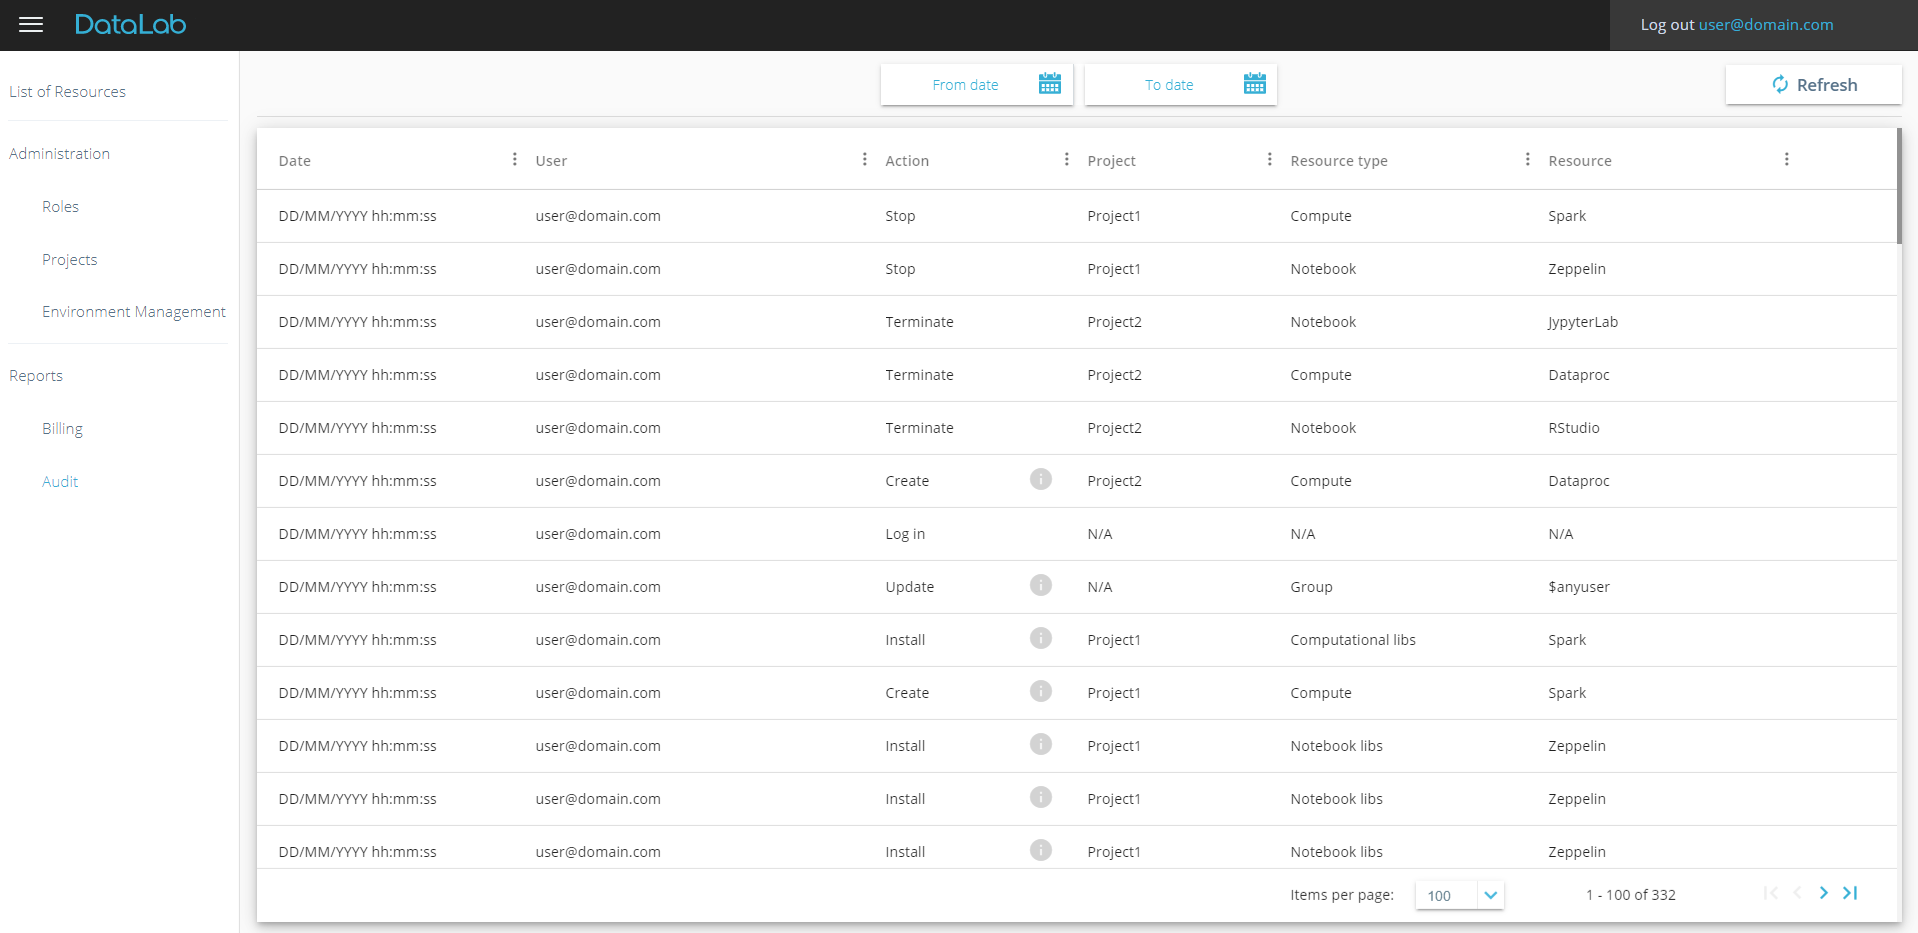 DataLab
Log out user@domain.com
From date
To date
Refresh
List of Resources
Administration
Roles
Projects
Environment Management
Reports
Billing
Audit
Date User Action Project Resource type Resource
DD/MM/YYYY hh:mm:ss user@domain.com Stop Project1 Compute Spark
DD/MM/YYYY hh:mm:ss user@domain.com Stop Project1 Notebook Zeppelin
DD/MM/YYYY hh:mm:ss user@domain.com Terminate Project2 Notebook JypyterLab
DD/MM/YYYY hh:mm:ss user@domain.com Terminate Project2 Compute Dataproc
DD/MM/YYYY hh:mm:ss user@domain.com Terminate Project2 Notebook RStudio
DD/MM/YYYY hh:mm:ss user@domain.com Create i Project2 Compute Dataproc
DD/MM/YYYY hh:mm:ss user@domain.com Log in N/A N/A N/A
DD/MM/YYYY hh:mm:ss user@domain.com Update i N/A Group $anyuser
DD/MM/YYYY hh:mm:ss user@domain.com Install i Project1 Computational libs Spark
DD/MM/YYYY hh:mm:ss user@domain.com Create i Project1 Compute Spark
DD/MM/YYYY hh:mm:ss user@domain.com Install i Project1 Notebook libs Zeppelin
DD/MM/YYYY hh:mm:ss user@domain.com Install i Project1 Notebook libs Zeppelin
DD/MM/YYYY hh:mm:ss user@domain.com Install i Project1 Notebook libs Zeppelin
Items per page: 100 1 - 100 of 332